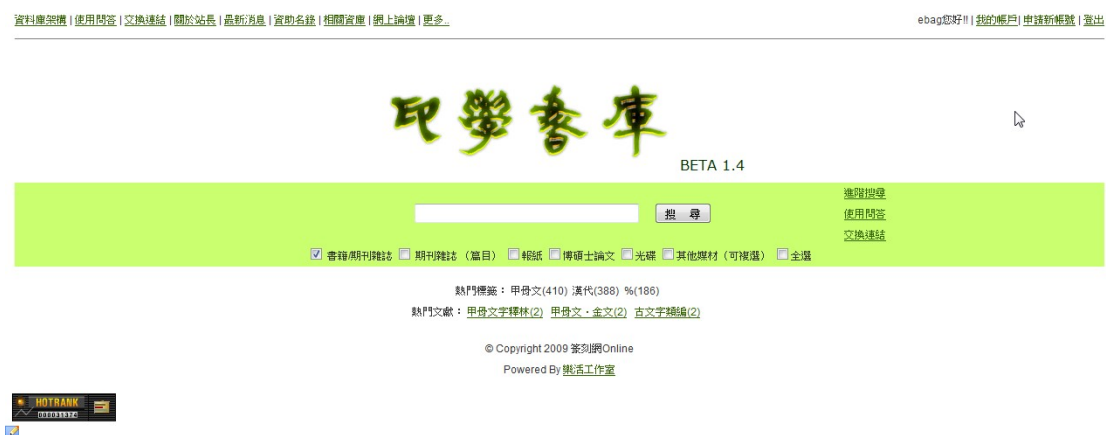 資料庫架構 | 使用問答 | 交換連結 | 關於站長 | 最新消息 | 資助名錄 | 相關資庫 | 網上論壇 | 更多..
ebag您好!! | 我的帳戶 | 申請新帳號 | 登出
印學書庫
BETA 1.4
進階搜尋
搜 尋
使用問答
交換連結
書籍/期刊雜誌 期刊雜誌 (篇目) 報紙 博碩士論文 光碟 其他媒材 (可複選) 全選
熱門標籤： 甲骨文(410) 漢代(388) %(186)
熱門文獻： 甲骨文字釋林(2) 甲骨文‧金文(2) 古文字類編(2)
© Copyright 2009 篆刻網Online
Powered By 樂活工作室
HOTRANK